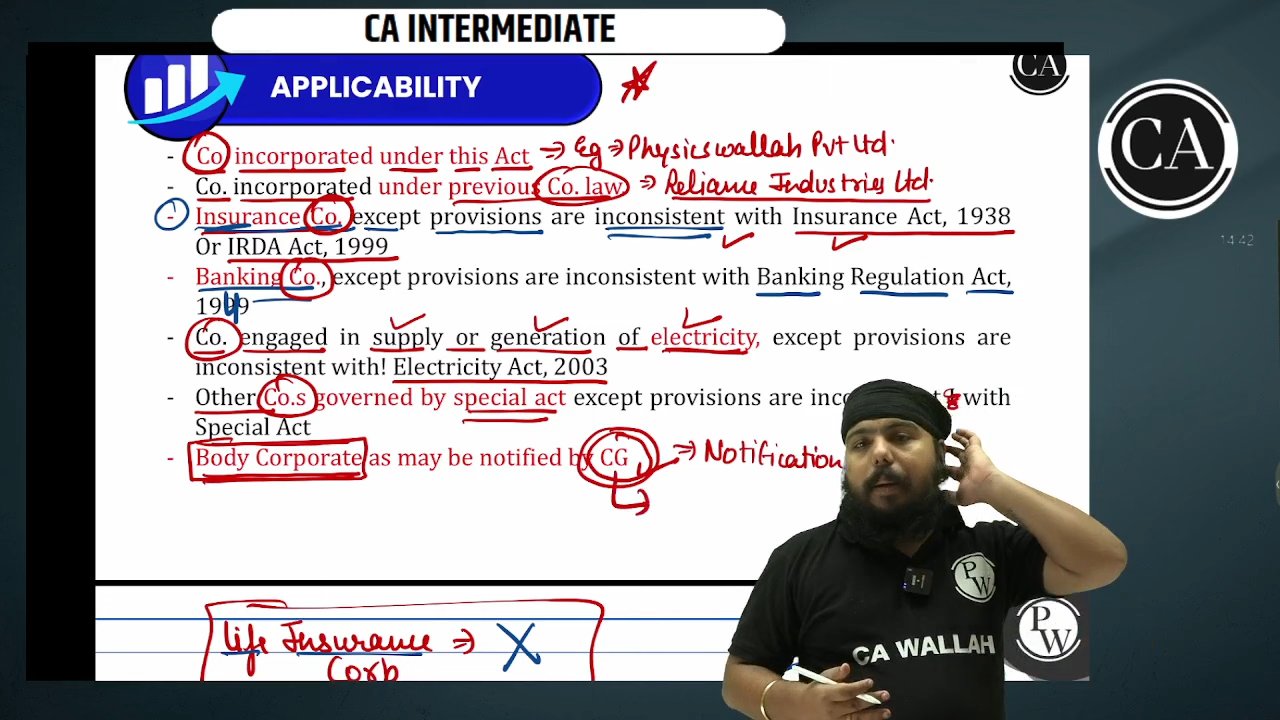 CA INTERMEDIATE
APPLICABILITY
CA
CA
- Co incorporated under this Act => Eg => Physicswallah Pvt Ltd.
- Co. incorporated under previous Co. law => Reliance Industries Ltd.
- Insurance Co. except provisions are inconsistent with Insurance Act, 1938
Or IRDA Act, 1999
14:42
- Banking Co., except provisions are inconsistent with Banking Regulation Act,
1949
- Co. engaged in supply or generation of electricity, except provisions are
inconsistent with! Electricity Act, 2003
- Other Co.s governed by special act except provisions are with
Special Act
- Body Corporate as may be notified by CG => Notification
PW
CA WALLAH
PW
Life Insurance => X
Corp